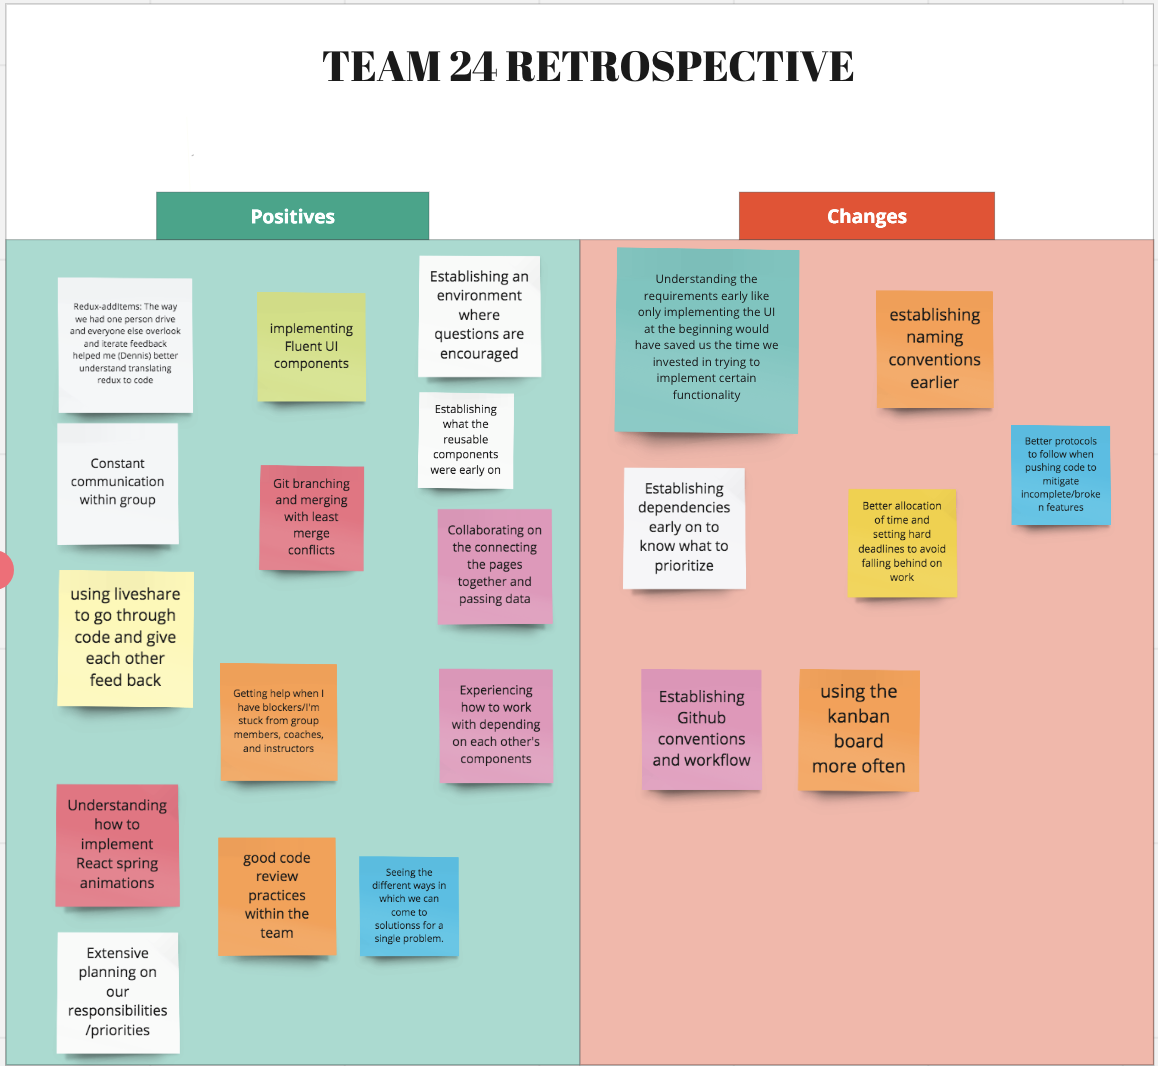 TEAM 24 RETROSPECTIVE
Positives
Redux-addItems: The way
we had one person drive
and everyone else overlook
and iterate feedback
helped me (Dennis) better
understand translating
redux to code
implementing
Fluent UI
components
Establishing an
environment
where
questions are
encouraged
Establishing
what the
reusable
components
were early on
Constant
communication
within group
Git branching
and merging
with least
merge
conflicts
Collaborating on
the connecting
the pages
together and
passing data
using liveshare
to go through
code and give
each other
feed back
Getting help when I
have blockers/I'm
stuck from group
members, coaches,
and instructors
Experiencing
how to work
with depending
on each other's
components
Understanding
how to
implement
React spring
animations
good code
review
practices
within the
team
Seeing the
different ways in
which we can
come to
solutionss for a
single problem.
Extensive
planning on
our
responsibilities
/priorities
Changes
Understanding the
requirements early like
only implementing the UI
at the beginning would
have saved us the time we
invested in trying to
implement certain
functionality
establishing
naming
conventions
earlier
Better protocols
to follow when
pushing code to
mitigate
incomplete/broke
n features
Establishing
dependencies
early on to
know what to
prioritize
Better allocation
of time and
setting hard
deadlines to avoid
falling behind on
work
Establishing
Github
conventions
and workflow
using the
kanban
board
more often